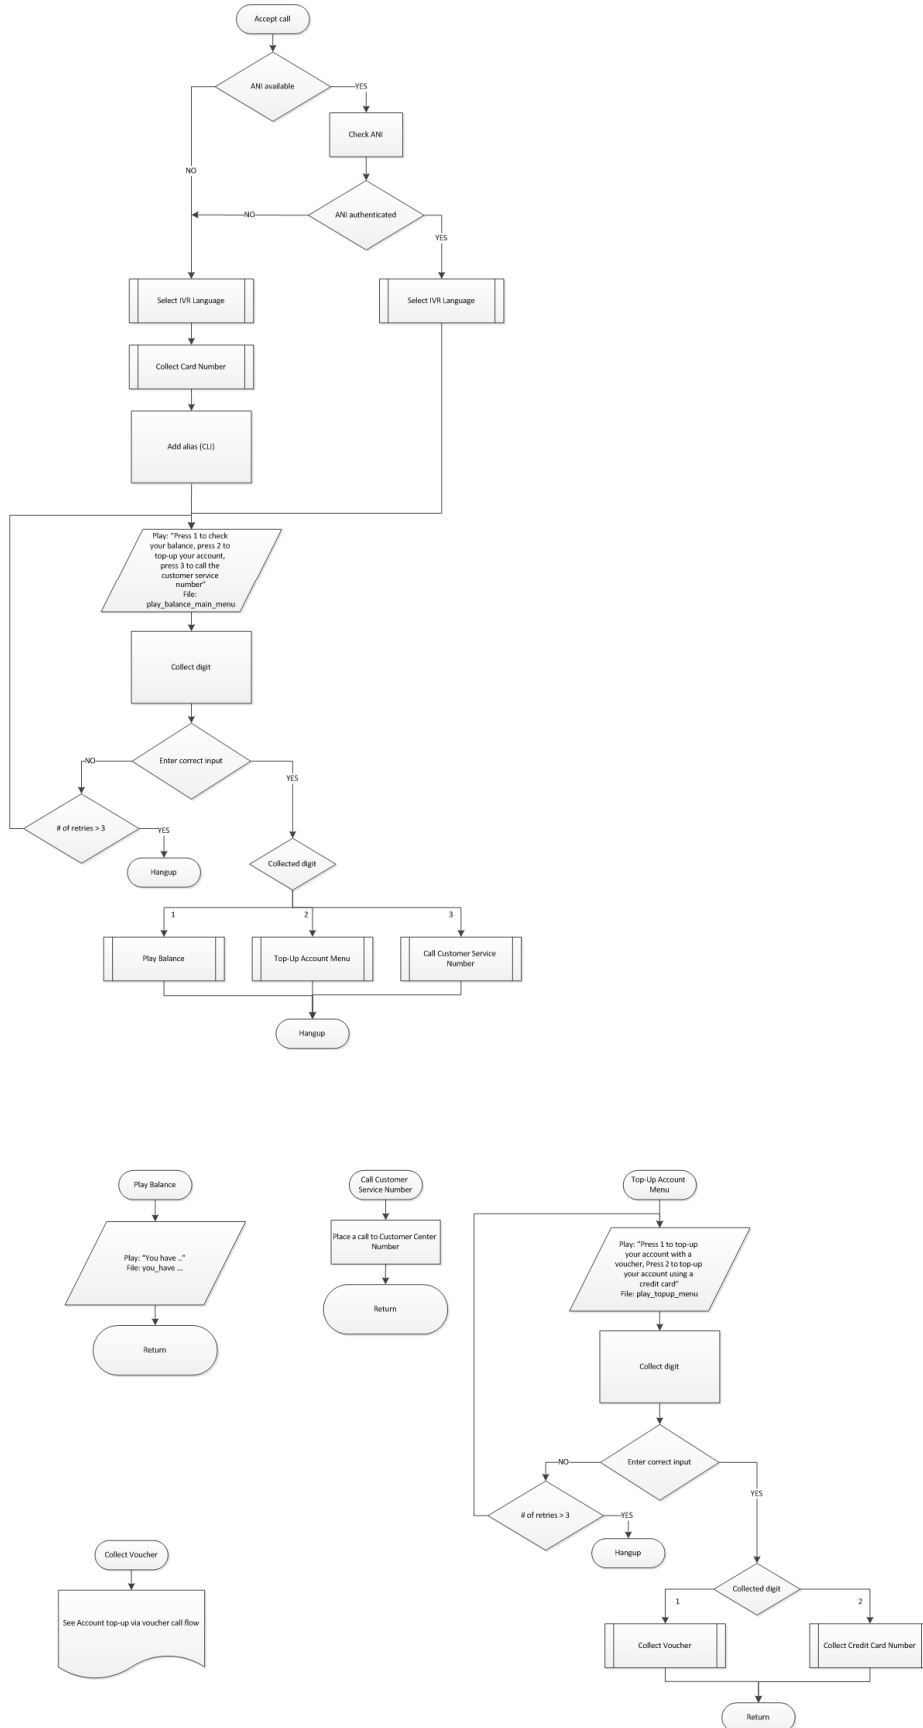 Accept call
ANI available
YES
Check ANI
NO
ANI authenticated
NO
YES
Select IVR Language
Select IVR Language
Collect Card Number
Add alias (CLI)
Play: “Press 1 to check
your balance, press 2 to
top-up your account,
press 3 to call the
customer service
number”
File:
play_balance_main_menu
Collect digit
Enter correct input
NO
YES
# of retries > 3
YES
Hangup
Collected digit
1
2
3
Play Balance
Top-Up Account Menu
Call Customer Service
Number
Hangup
Play Balance
Play: “You have ..”
File: you_have ...
Return
Call Customer
Service Number
Place a call to Customer Center
Number
Return
Top-Up Account
Menu
Play: “Press 1 to top-up
your account with a
voucher, Press 2 to top-up
your account using a
credit card”
File: play_topup_menu
Collect digit
Enter correct input
NO
YES
# of retries > 3
YES
Hangup
Collected digit
1
2
Collect Voucher
Collect Credit Card Number
Return
Collect Voucher
See Account top-up via voucher call flow